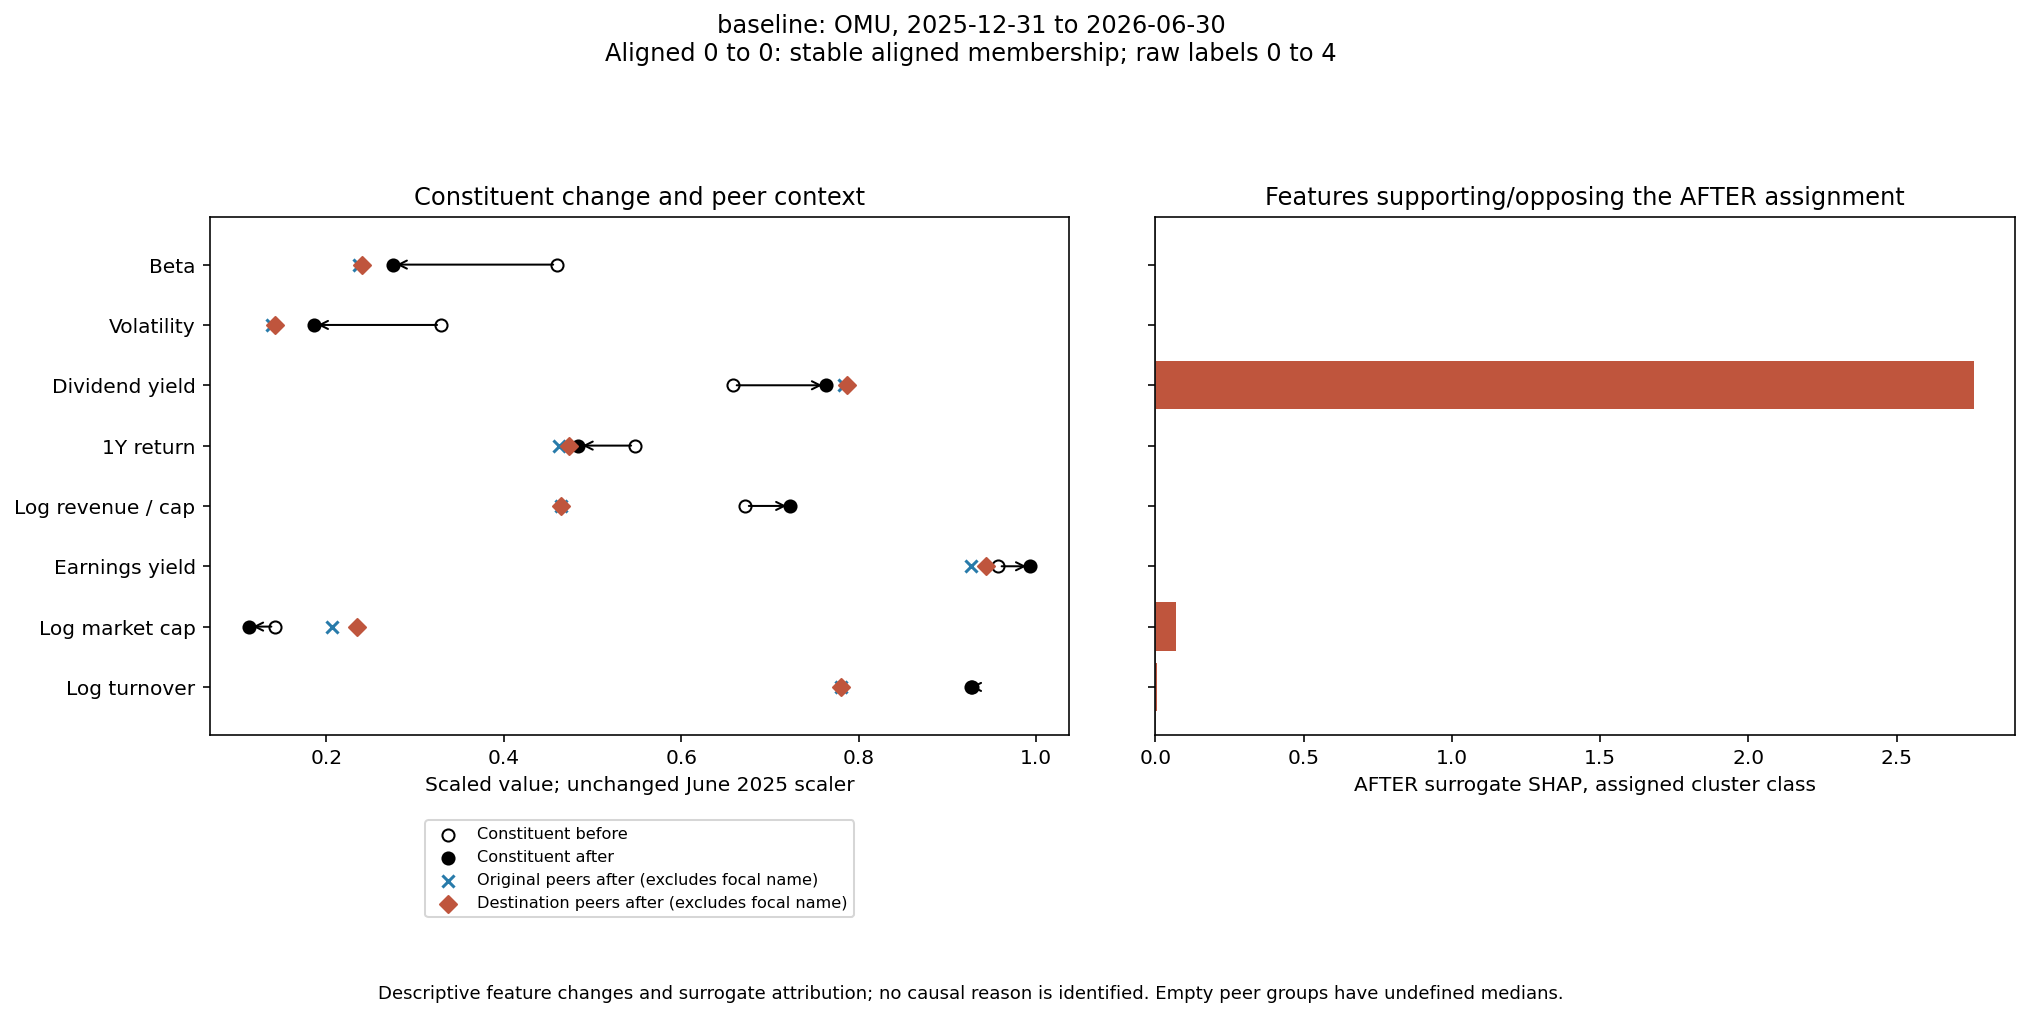 baseline: OMU, 2025-12-31 to 2026-06-30
Aligned 0 to 0: stable aligned membership; raw labels 0 to 4
Constituent change and peer context
Beta
Volatility
Dividend yield
1Y return
Log revenue / cap
Earnings yield
Log market cap
Log turnover
0.2 0.4 0.6 0.8 1.0
Scaled value; unchanged June 2025 scaler
Constituent before
Constituent after
Original peers after (excludes focal name)
Destination peers after (excludes focal name)
Features supporting/opposing the AFTER assignment
0.0 0.5 1.0 1.5 2.0 2.5
AFTER surrogate SHAP, assigned cluster class
Descriptive feature changes and surrogate attribution; no causal reason is identified. Empty peer groups have undefined medians.